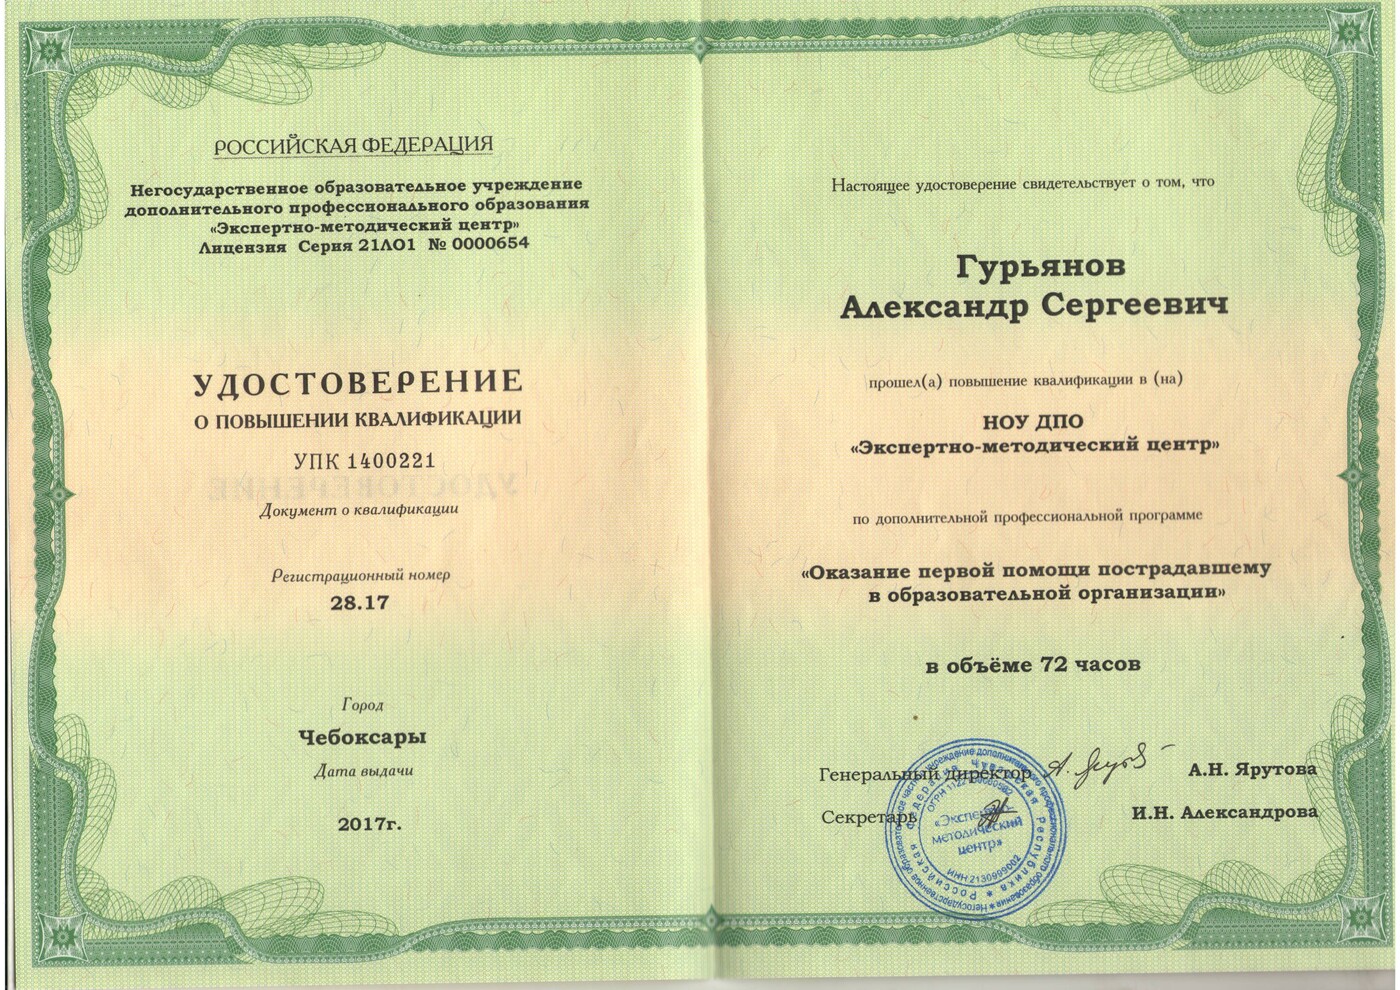 РОССИЙСКАЯ ФЕДЕРАЦИЯ
Негосударственное образовательное учреждение
дополнительного профессионального образования
«Экспертно-методический центр»
Лицензия Серия 21ЛО1 № 0000654
УДОСТОВЕРЕНИЕ
О ПОВЫШЕНИИ КВАЛИФИКАЦИИ
УПК 1400221
Документ о квалификации
Регистрационный номер
28.17
Город
Чебоксары
Дата выдачи
2017г.
Настоящее удостоверение свидетельствует о том, что
Гурьянов
Александр Сергеевич
прошел(а) повышение квалификации в (на)
НОУ ДПО
«Экспертно-методический центр»
по дополнительной профессиональной программе
«Оказание первой помощи пострадавшему
в образовательной организации»
в объёме 72 часов
Генеральный директор А.Н. Ярутова
Секретарь И.Н. Александрова
«Экспертно-
методический
центр»
ИНН 2130999002